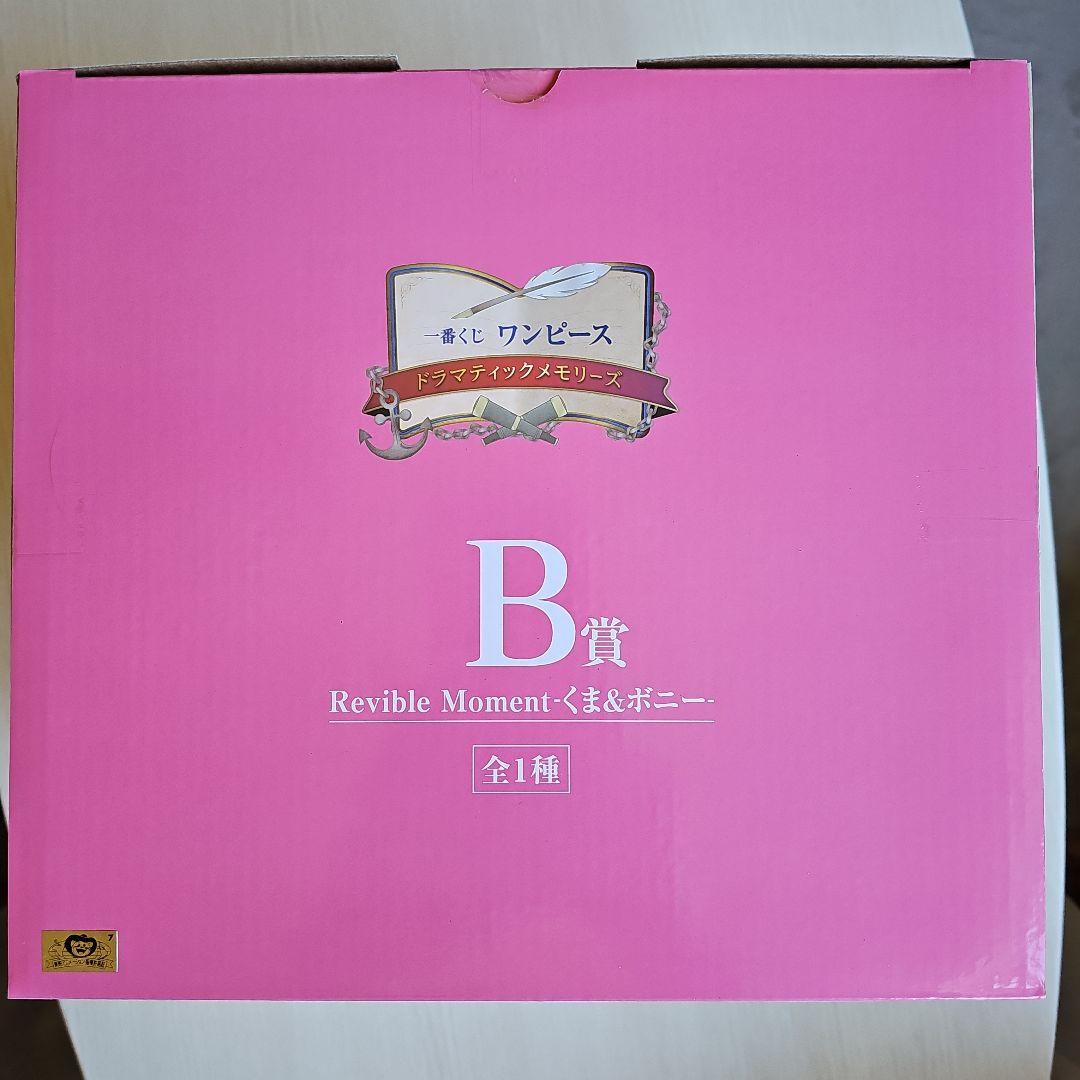 一番くじ ワンピース
ドラマティックメモリーズ
B賞
Revible Moment-くま&ボニー-
全1種
7